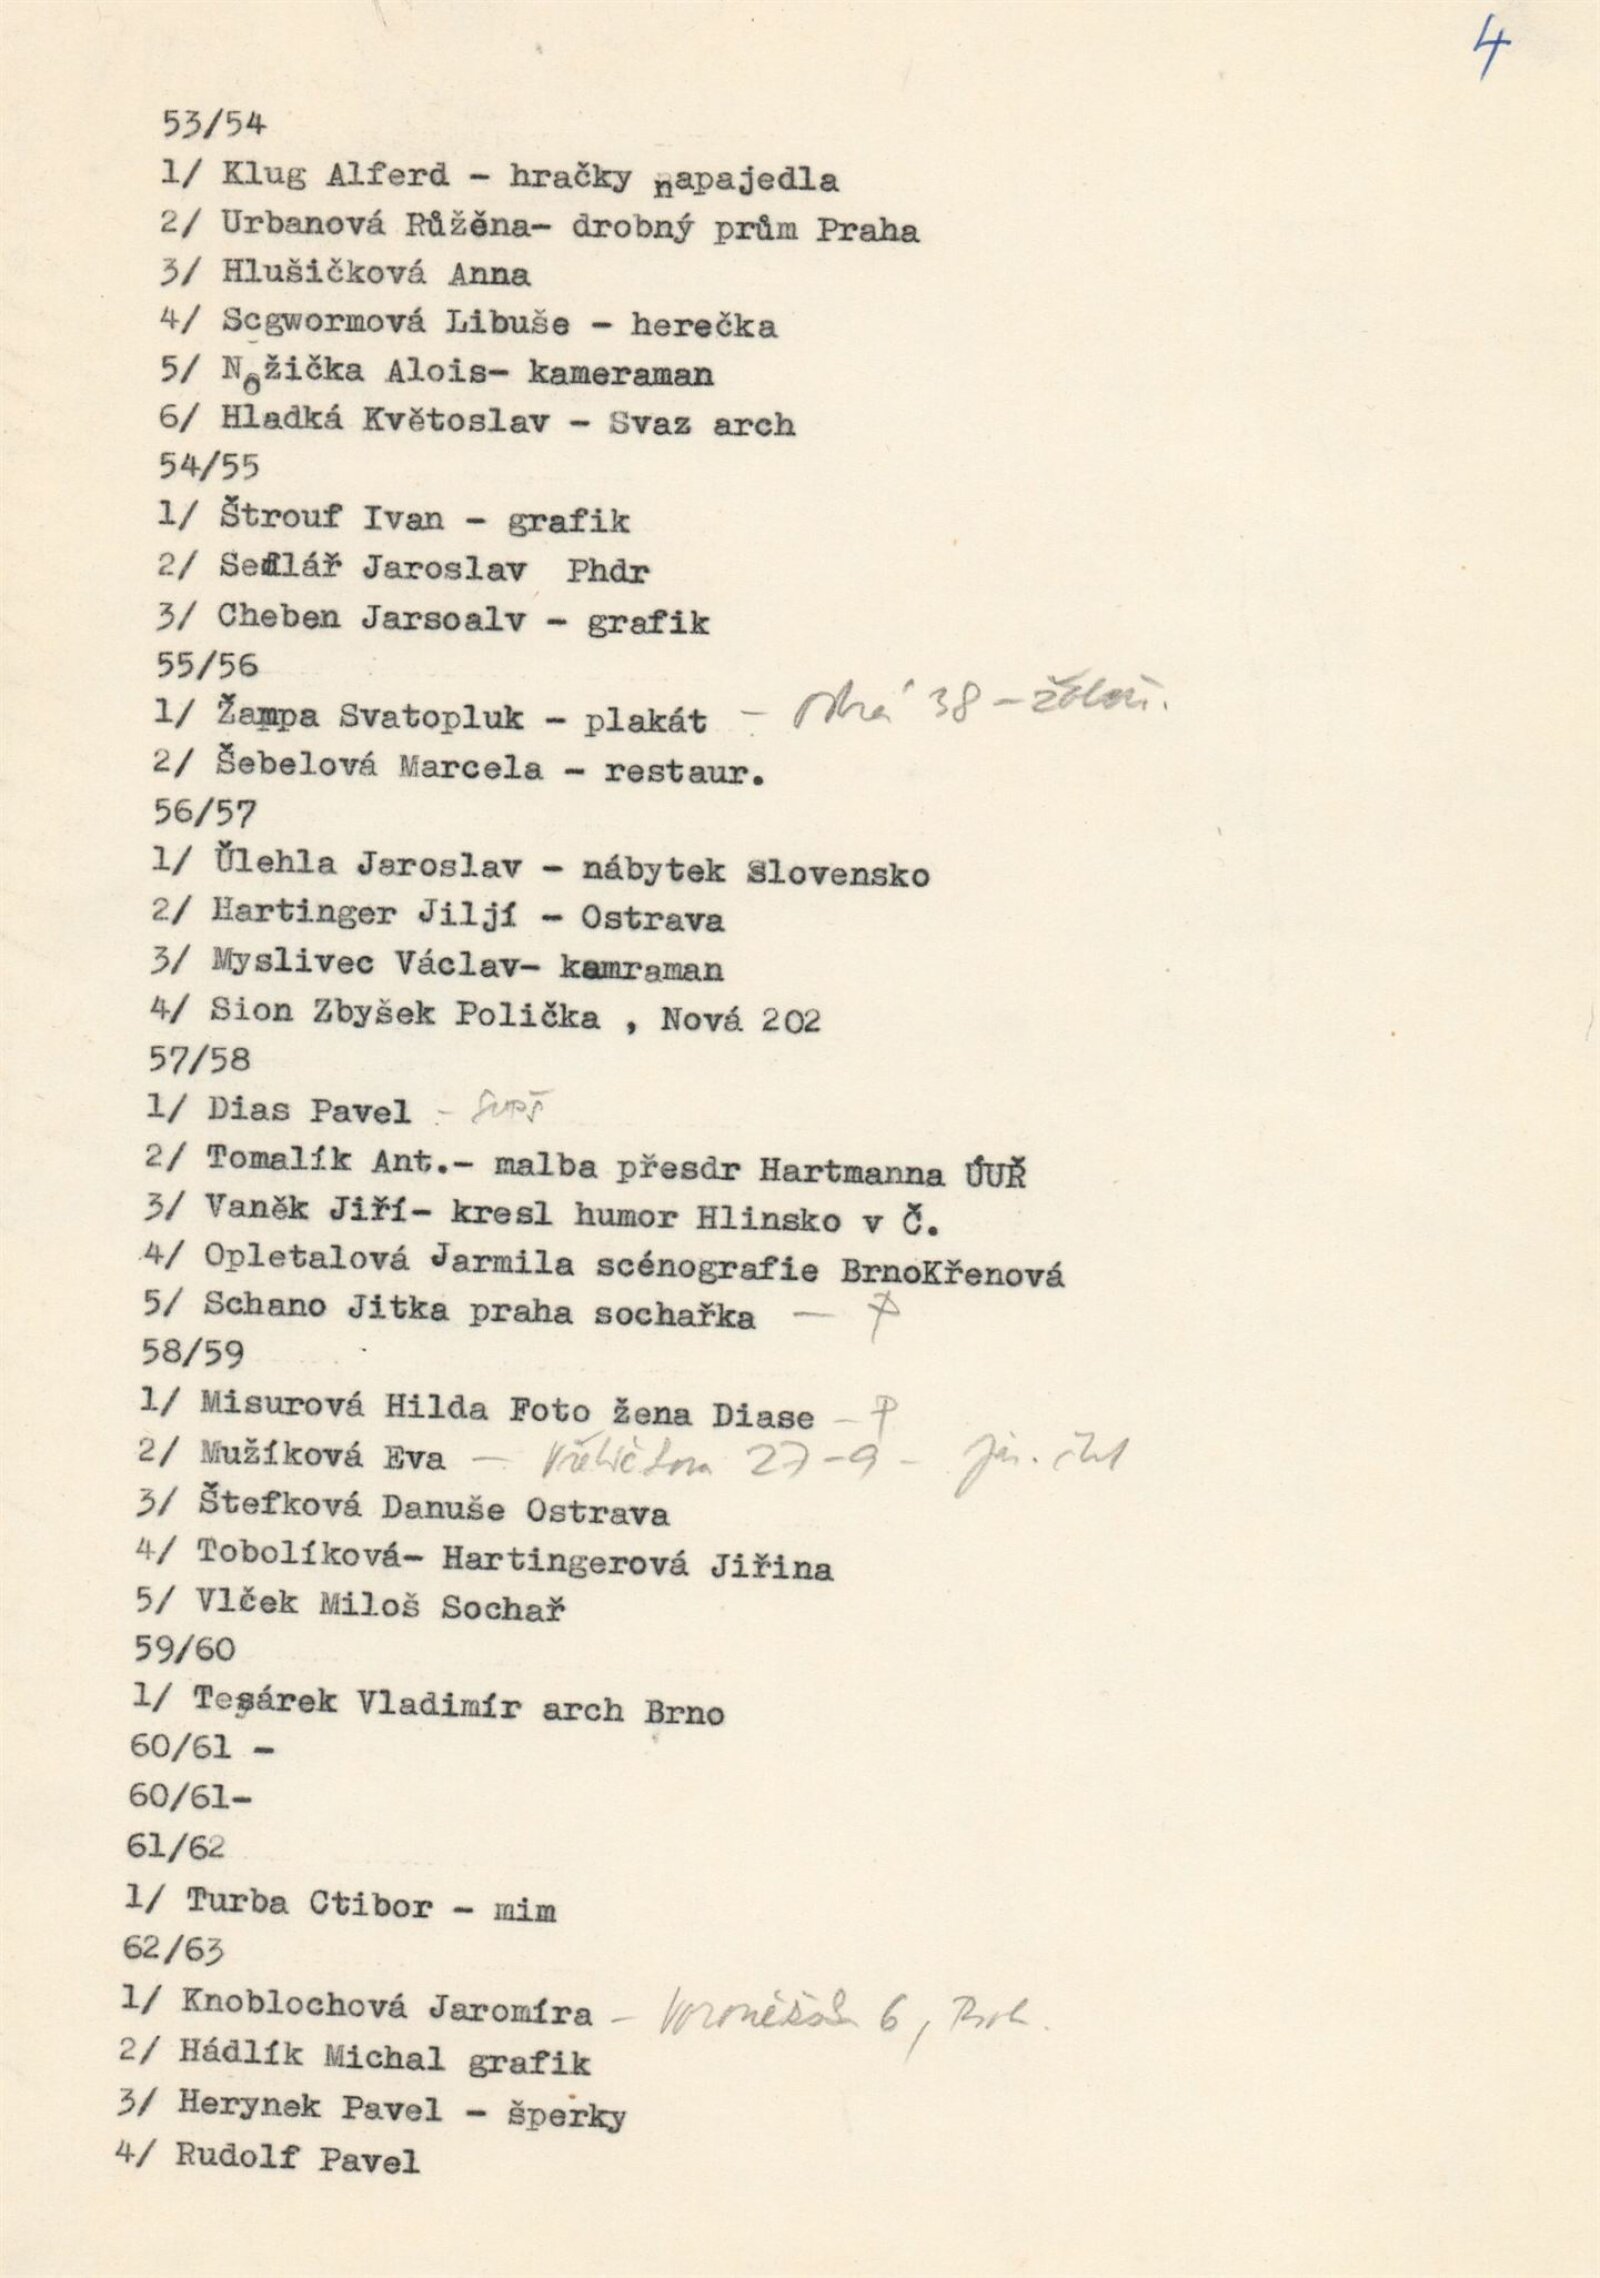 4
53/54
1/ Klug Alferd - hračky napajedla
2/ Urbanová Růžěna- drobný prům Praha
3/ Hlušičková Anna
4/ Scgwormová Libuše - herečka
5/ Nožička Alois- kameraman
6/ Hladká Květoslav - Svaz arch
54/55
1/ Štrouf Ivan - grafik
2/ Sedlář Jaroslav Phdr
3/ Cheben Jarsoalv - grafik
55/56
1/ Žampa Svatopluk - plakát - 38 -
2/ Šebelová Marcela - restaur.
56/57
1/ Ůlehla Jaroslav - nábytek Slovensko
2/ Hartinger Jiljí - Ostrava
3/ Myslivec Václav- kamraman
4/ Sion Zbyšek Polička , Nová 202
57/58
1/ Dias Pavel - SUPŠ
2/ Tomalík Ant.- malba přesdr Hartmanna ÚUŘ
3/ Vaněk Jiří- kresl humor Hlinsko v Č.
4/ Opletalová Jarmila scénografie BrnoKřenová
5/ Schano Jitka praha sochařka -
58/59
1/ Misurová Hilda Foto žena Diase -
2/ Mužíková Eva - 27-9 -
3/ Štefková Danuše Ostrava
4/ Tobolíková- Hartingerová Jiřina
5/ Vlček Miloš Sochař
59/60
1/ Tesárek Vladimír arch Brno
60/61 -
60/61-
61/62
1/ Turba Ctibor - mim
62/63
1/ Knoblochová Jaromíra - 6,
2/ Hádlík Michal grafik
3/ Herynek Pavel - šperky
4/ Rudolf Pavel